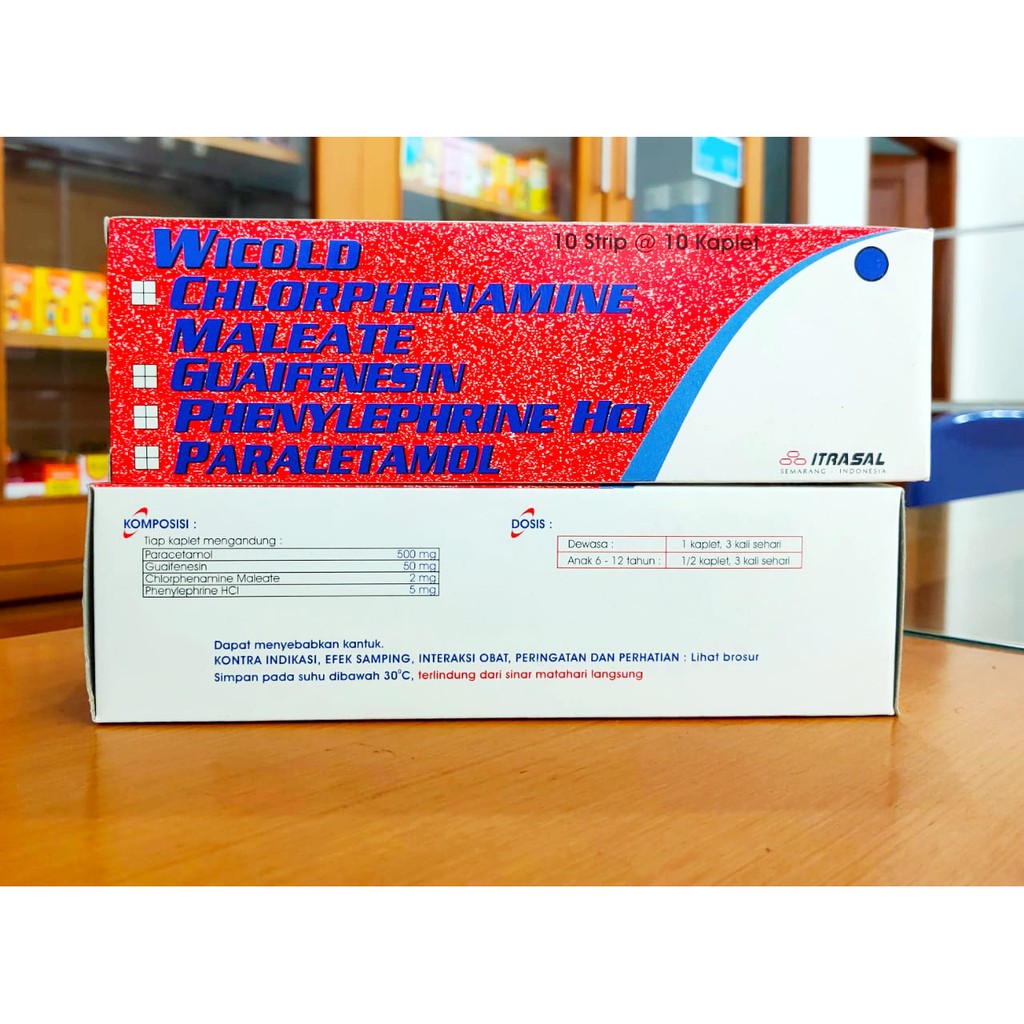 WICOLD
10 Strip @ 10 Kaplet
CHLORPHENAMINE
MALEATE
GUAIFENESIN
PHENYLEPHRINE HCl
PARACETAMOL
ITRASAL
SEMARANG - INDONESIA
KOMPOSISI :
Tiap kaplet mengandung :
Paracetamol 500 mg
Guaifenesin 50 mg
Chlorphenamine Maleate 2 mg
Phenylephrine HCl 5 mg
DOSIS :
Dewasa : 1 kaplet, 3 kali sehari
Anak 6 - 12 tahun : 1/2 kaplet, 3 kali sehari
Dapat menyebabkan kantuk.
KONTRA INDIKASI, EFEK SAMPING, INTERAKSI OBAT, PERINGATAN DAN PERHATIAN : Lihat brosur
Simpan pada suhu dibawah 30°C, terlindung dari sinar matahari langsung